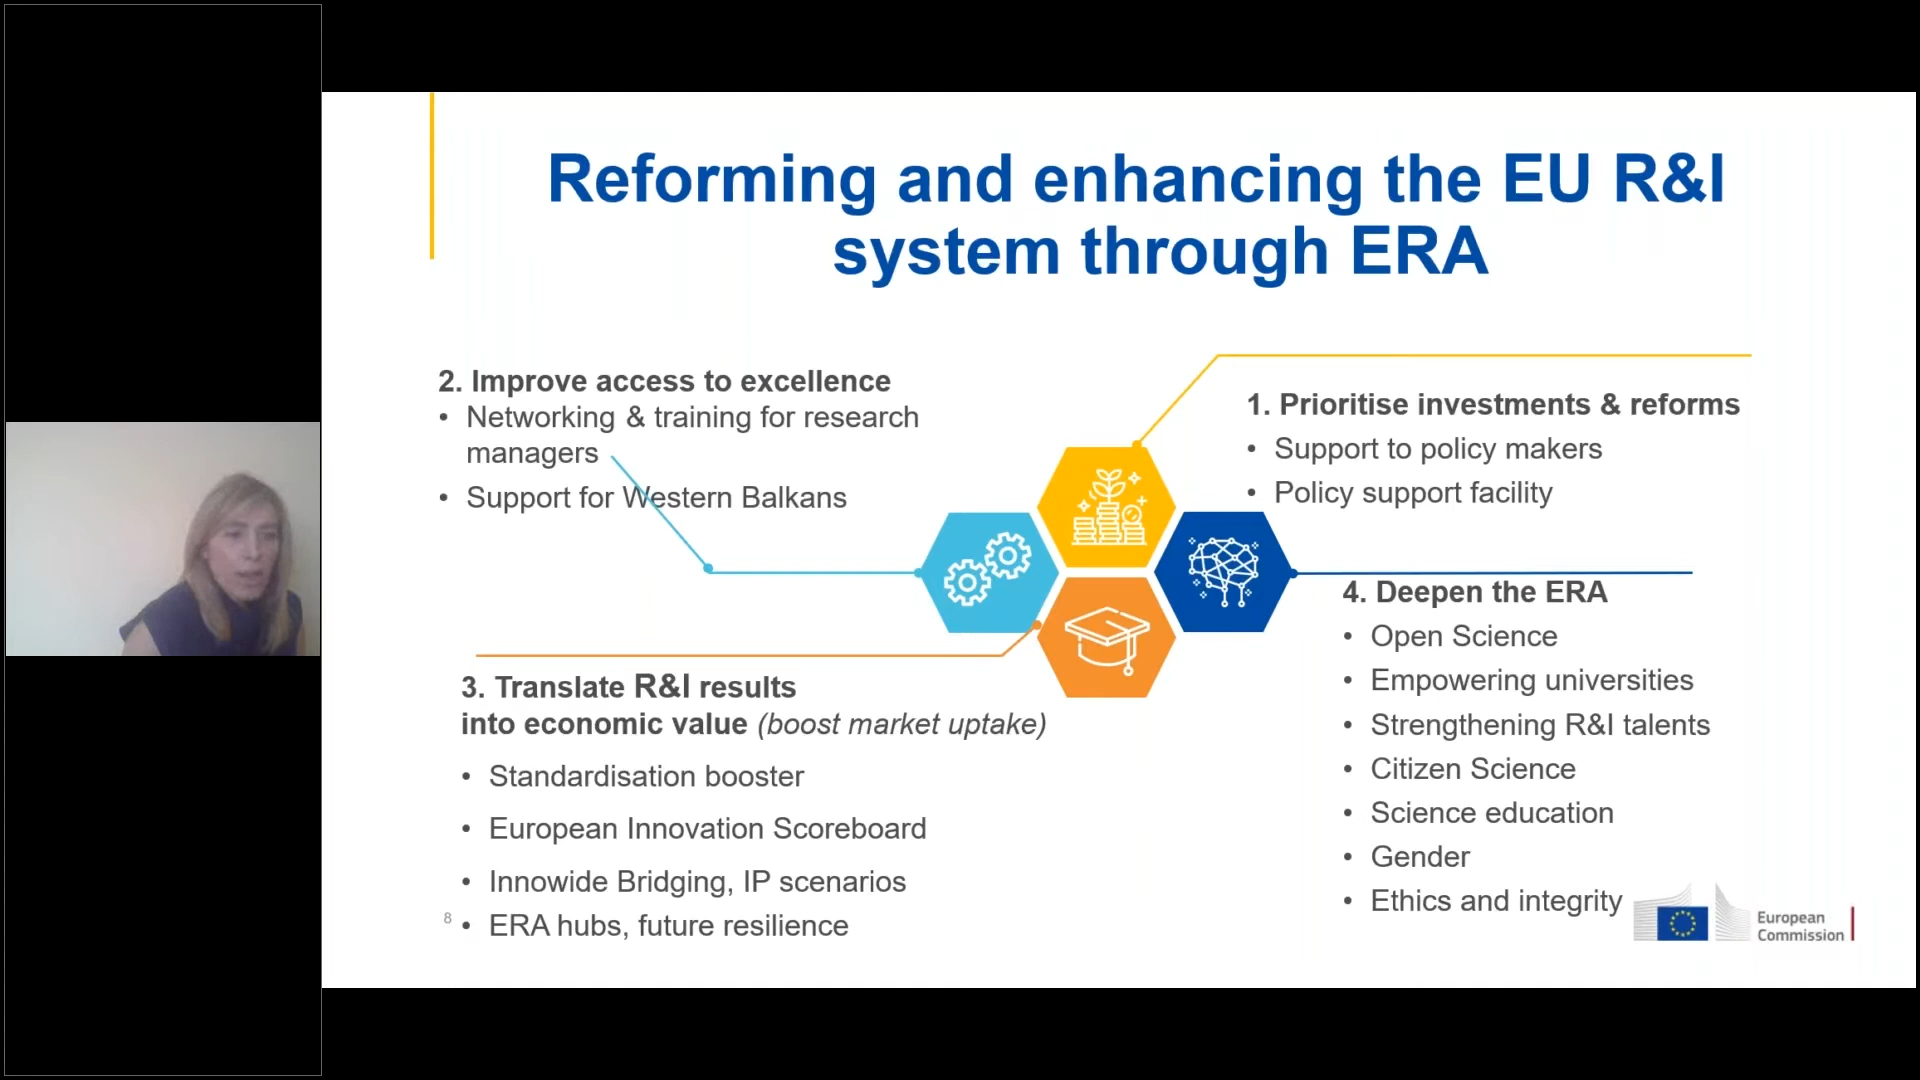 Reforming and enhancing the EU R&I
system through ERA
2. Improve access to excellence
• Networking & training for research
managers
• Support for Western Balkans
1. Prioritise investments & reforms
• Support to policy makers
• Policy support facility
3. Translate R&I results
into economic value (boost market uptake)
• Standardisation booster
• European Innovation Scoreboard
• Innowide Bridging, IP scenarios
• ERA hubs, future resilience
4. Deepen the ERA
• Open Science
• Empowering universities
• Strengthening R&I talents
• Citizen Science
• Science education
• Gender
• Ethics and integrity
8
European
Commission